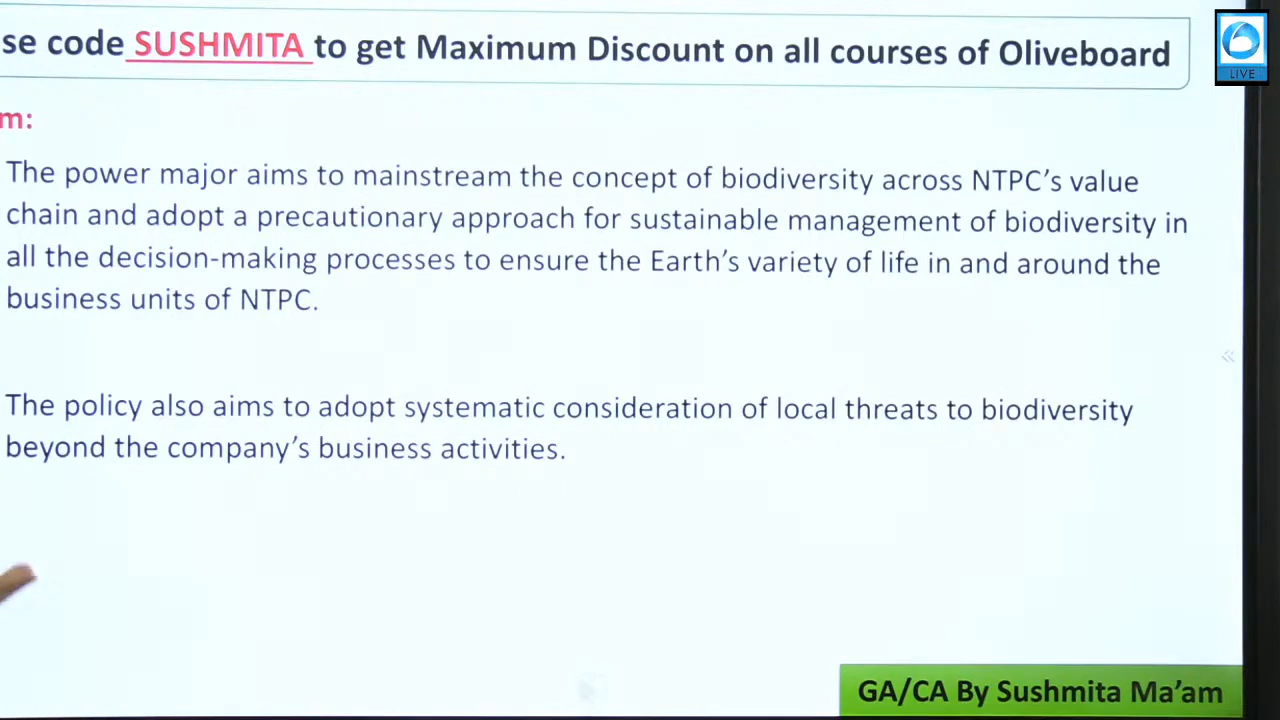 se code SUSHMITA to get Maximum Discount on all courses of Oliveboard
LIVE
m:
The power major aims to mainstream the concept of biodiversity across NTPC's value
chain and adopt a precautionary approach for sustainable management of biodiversity in
all the decision-making processes to ensure the Earth's variety of life in and around the
business units of NTPC.
The policy also aims to adopt systematic consideration of local threats to biodiversity
beyond the company's business activities.
GA/CA By Sushmita Ma'am